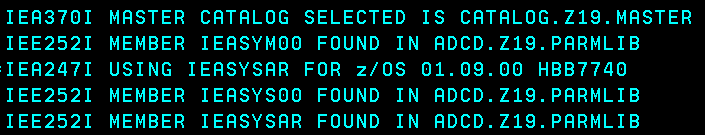 IEA370I MASTER CATALOG SELECTED IS CATALOG.Z19.MASTER
IEE252I MEMBER IEASYM00 FOUND IN ADCD.Z19.PARMLIB
*IEA247I USING IEASYSAR FOR z/OS 01.09.00 HBB7740
IEE252I MEMBER IEASYS00 FOUND IN ADCD.Z19.PARMLIB
IEE252I MEMBER IEASYSAR FOUND IN ADCD.Z19.PARMLIB